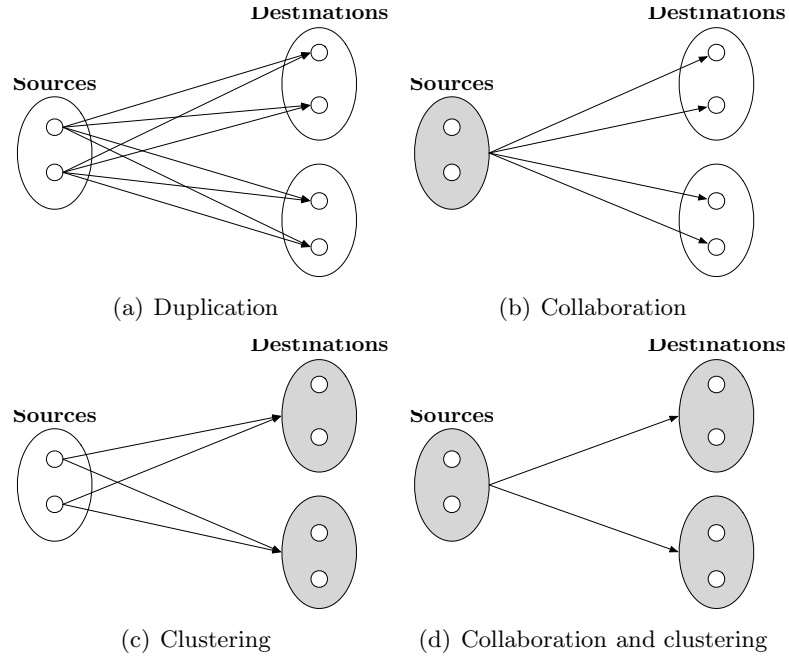 Destinations
Destinations
Sources
Sources
(a) Duplication
(b) Collaboration
Destinations
Destinations
Sources
Sources
(c) Clustering
(d) Collaboration and clustering